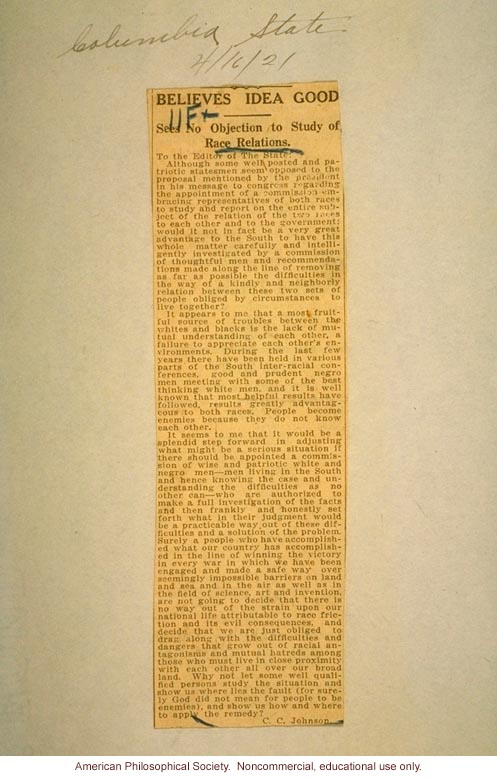 Columbia State
4/16/21
BELIEVES IDEA GOOD
Sees No Objection to Study of
Race Relations.
To the Editor of The State:
Although some well posted and pa-
triotic statesmen seem opposed to the
proposal mentioned by the president
in his message to congress regarding
the appointment of a commission em-
bracing representatives of both races
to study and report on the entire sub-
ject of the relation of the two races
to each other and to the government;
would it not in fact be a very great
advantage to the South to have this
whole matter carefully and intelli-
gently investigated by a commission
of thoughtful men and recommenda-
tions made along the line of removing
as far as possible the difficulties in
the way of a kindly and neighborly
relation between these two sets of
people obliged by circumstances to
live together?
It appears to me that a most fruit-
ful source of troubles between the
whites and blacks is the lack of mu-
tual understanding of each other, a
failure to appreciate each other's en-
vironments. During the last few
years there have been held in various
parts of the South inter-racial con-
ferences, good and prudent negro
men meeting with some of the best
thinking white men, and it is well
known that most helpful results have
followed, results greatly advantag-
eous to both races. People become
enemies because they do not know
each other.
It seems to me that it would be a
splendid step forward in adjusting
what might be a serious situation if
there should be appointed a commis-
sion of wise and patriotic white and
negro men—men living in the South
and hence knowing the case and un-
derstanding the difficulties as no
other can—who are authorized to
make a full investigation of the facts
and then frankly and honestly set
forth what in their judgment would
be a practicable way out of these dif-
ficulties and a solution of the problem.
Surely a people who have accomplish-
ed what our country has accomplish-
ed in the line of winning the victory
in every war in which we have been
engaged and made a safe way over
seemingly impossible barriers on land
and sea and in the air as well as in
the field of science, art and invention,
are not going to decide that there is
no way out of the strain upon our
national life attributable to race fric-
tion and its evil consequences, and
decide that we are just obliged to
drag along with the difficulties and
dangers that grow out of racial an-
tagonisms and mutual hatreds among
those who must live in close proximity
with each other all over our broad
land. Why not let some well quali-
fied persons study the situation and
show us where lies the fault (for sure-
ly God did not mean for people to be
enemies), and show us how and where
to apply the remedy?
C. C. Johnson.
American Philosophical Society. Noncommercial, educational use only.